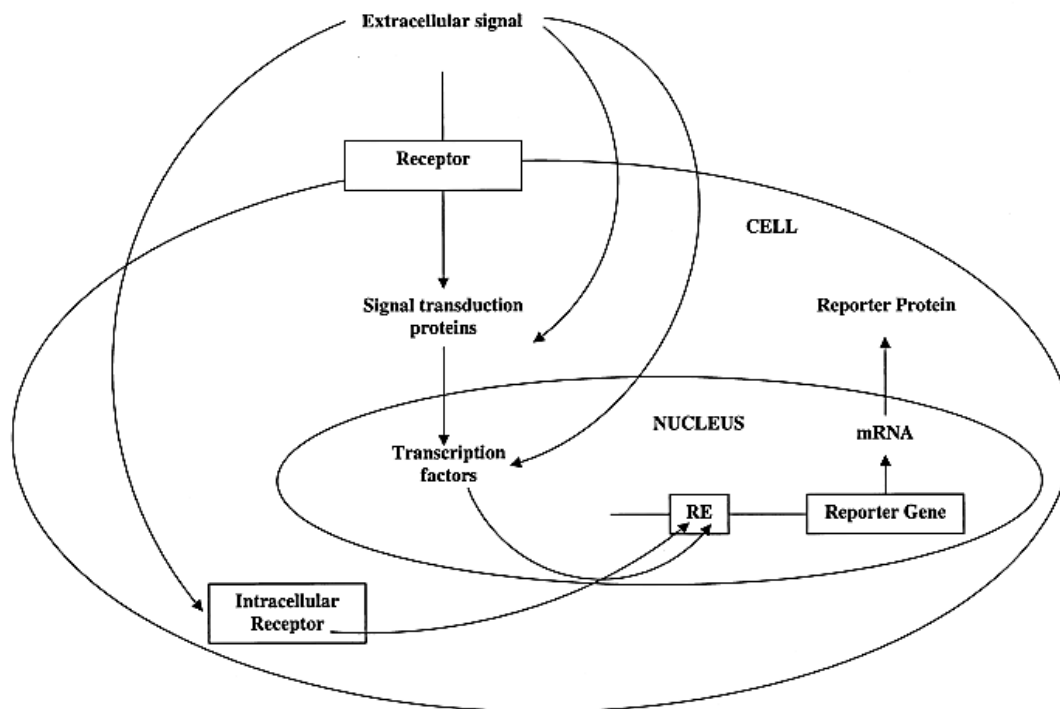 Extracellular signal
Receptor
CELL
Signal transduction
proteins
Reporter Protein
NUCLEUS
mRNA
Transcription
factors
RE
Reporter Gene
Intracellular
Receptor